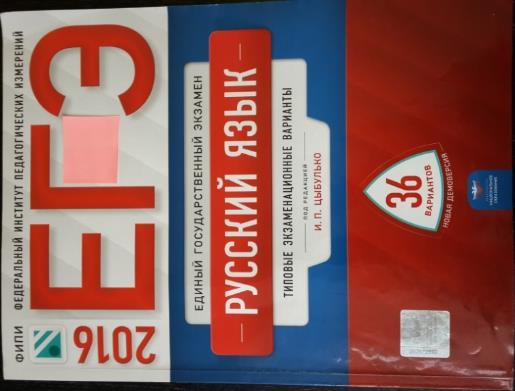 ФИПИ ФЕДЕРАЛЬНЫЙ ИНСТИТУТ ПЕДАГОГИЧЕСКИХ ИЗМЕРЕНИЙ
ЕГЭ
2016
ЕДИНЫЙ ГОСУДАРСТВЕННЫЙ ЭКЗАМЕН
РУССКИЙ ЯЗЫК
ТИПОВЫЕ ЭКЗАМЕНАЦИОННЫЕ ВАРИАНТЫ
ПОД РЕДАКЦИЕЙ
И. П. ЦЫБУЛЬКО
36
ВАРИАНТОВ
НОВАЯ ДЕМОВЕРСИЯ